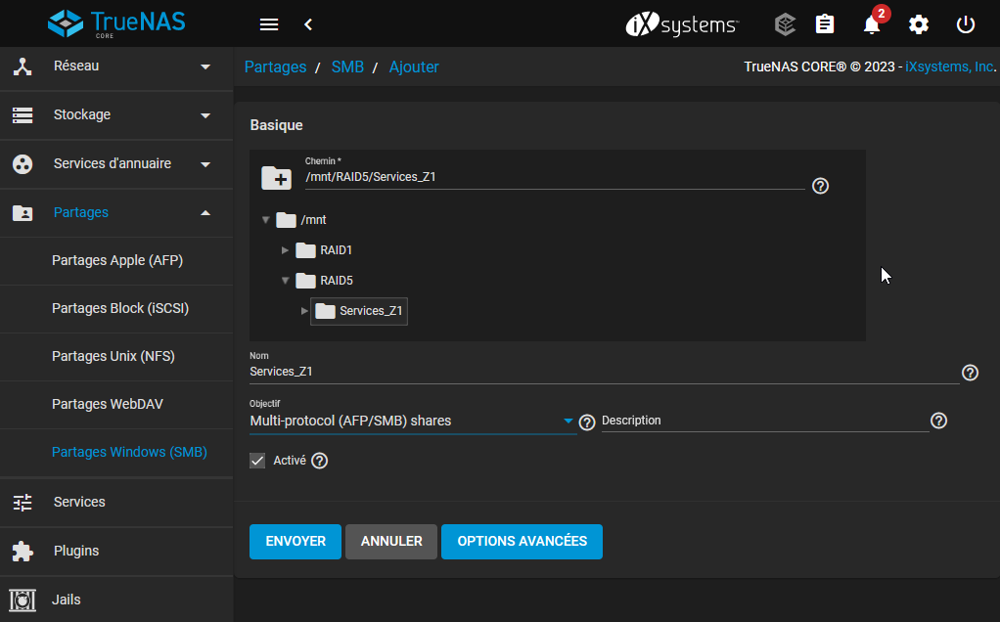 TrueNAS
CORE
iXsystems™
2
Réseau
Stockage
Services d'annuaire
Partages
Partages Apple (AFP)
Partages Block (iSCSI)
Partages Unix (NFS)
Partages WebDAV
Partages Windows (SMB)
Services
Plugins
Jails
Partages / SMB / Ajouter
TrueNAS CORE® © 2023 - iXsystems, Inc.
Basique
Chemin *
/mnt/RAID5/Services_Z1
/mnt
RAID1
RAID5
Services_Z1
Nom
Services_Z1
Objectif
Multi-protocol (AFP/SMB) shares
Description
Activé
ENVOYER
ANNULER
OPTIONS AVANCÉES